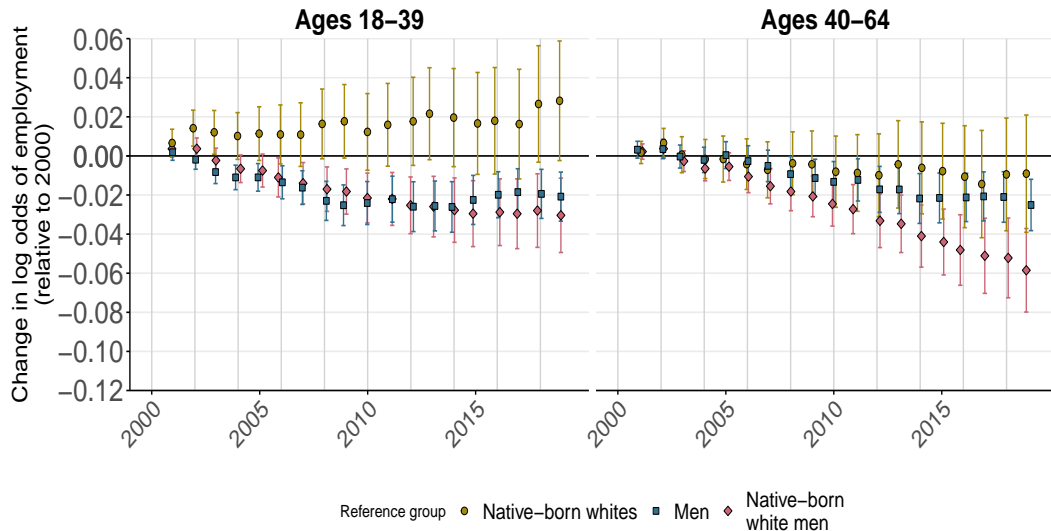 Ages 18–39
Ages 40–64
Change in log odds of employment
(relative to 2000)
0.06
0.04
0.02
0.00
−0.02
−0.04
−0.06
−0.08
−0.10
−0.12
2000
2005
2010
2015
2000
2005
2010
2015
Reference group
Native−born whites
Men
Native−born
white men